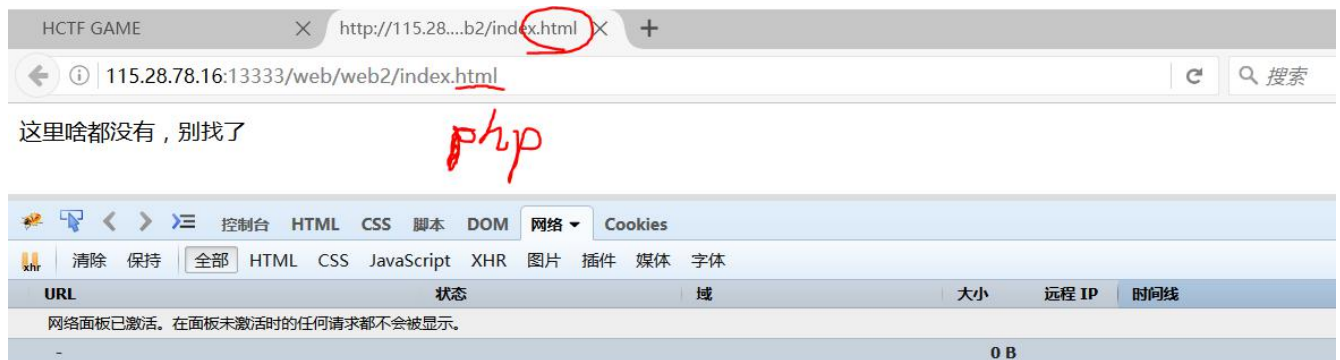 HCTF GAME × http://115.28....b2/index.html × +
115.28.78.16:13333/web/web2/index.html 搜索
这里啥都没有，别找了
php
控制台 HTML CSS 脚本 DOM 网络 Cookies
xhr 清除 保持 全部 HTML CSS JavaScript XHR 图片 插件 媒体 字体
URL 状态 域 大小 远程 IP 时间线
网络面板已激活。在面板未激活时的任何请求都不会被显示。
- 0 B